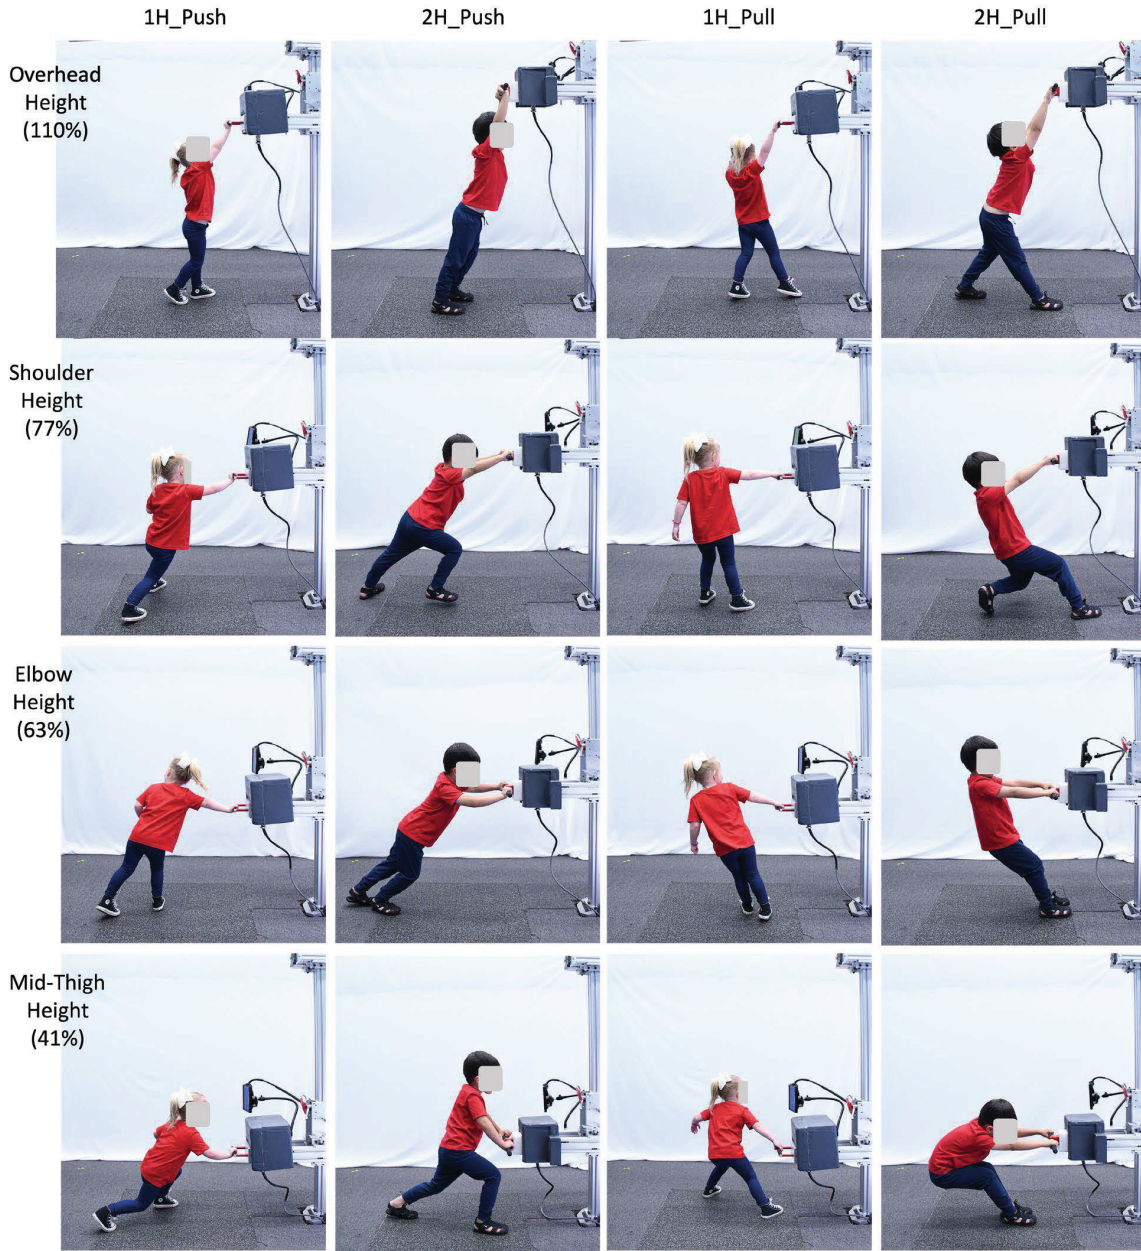 1H_Push
2H_Push
1H_Pull
2H_Pull
Overhead
Height
(110%)
Shoulder
Height
(77%)
Elbow
Height
(63%)
Mid-Thigh
Height
(41%)